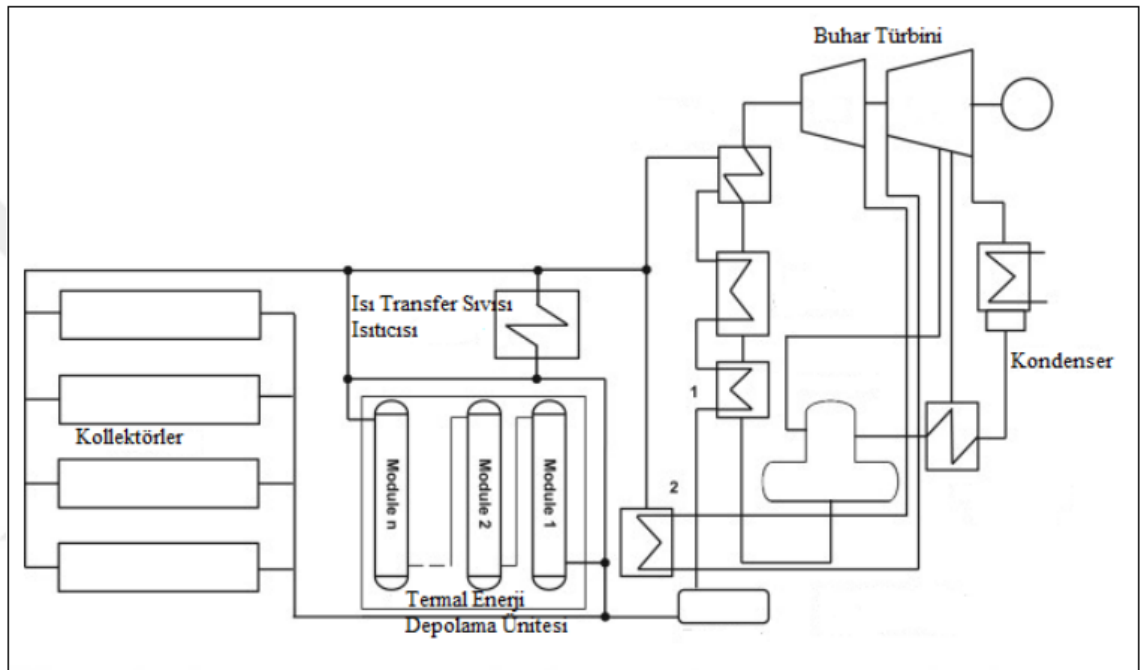 Buhar Türbini
Isı Transfer Sıvısı
Isıtıcısı
Kondenser
1
Kollektörler
Module n
Module 2
Module 1
2
Termal Enerji
Depolama Ünitesi